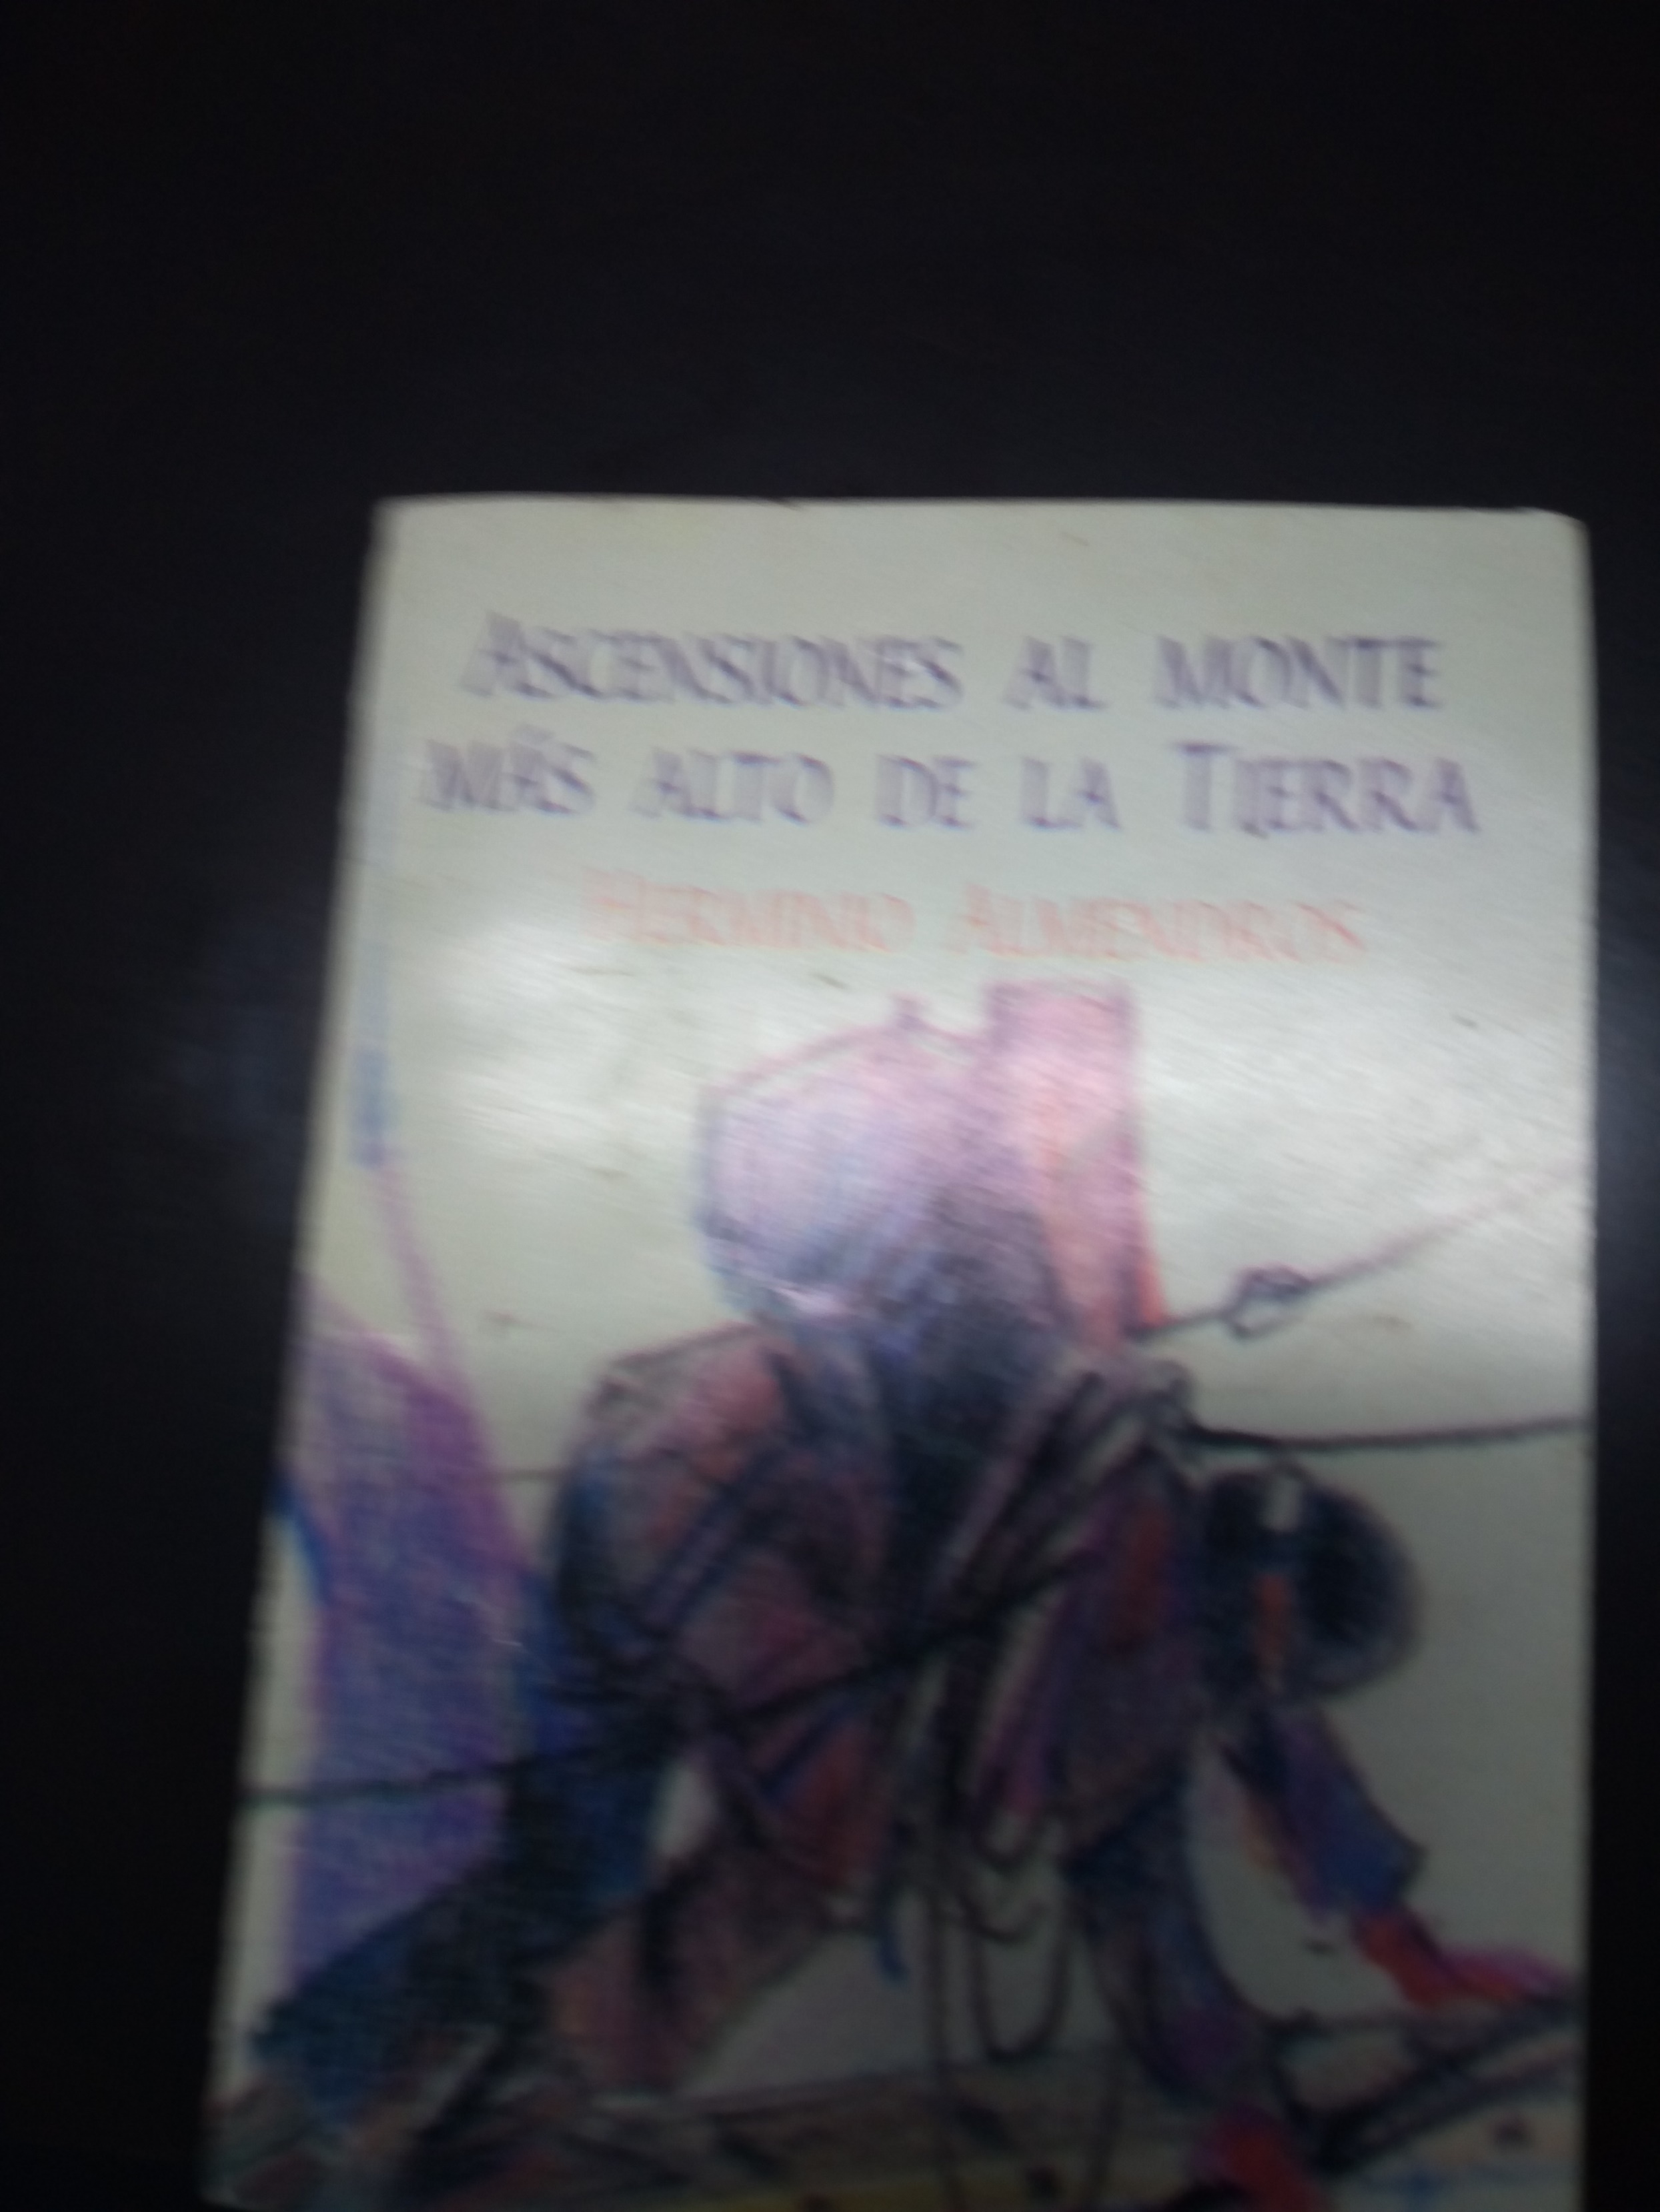 ASCENSIONES AL MONTE
MÁS ALTO DE LA TIERRA
HERMINIO ALMENDROS